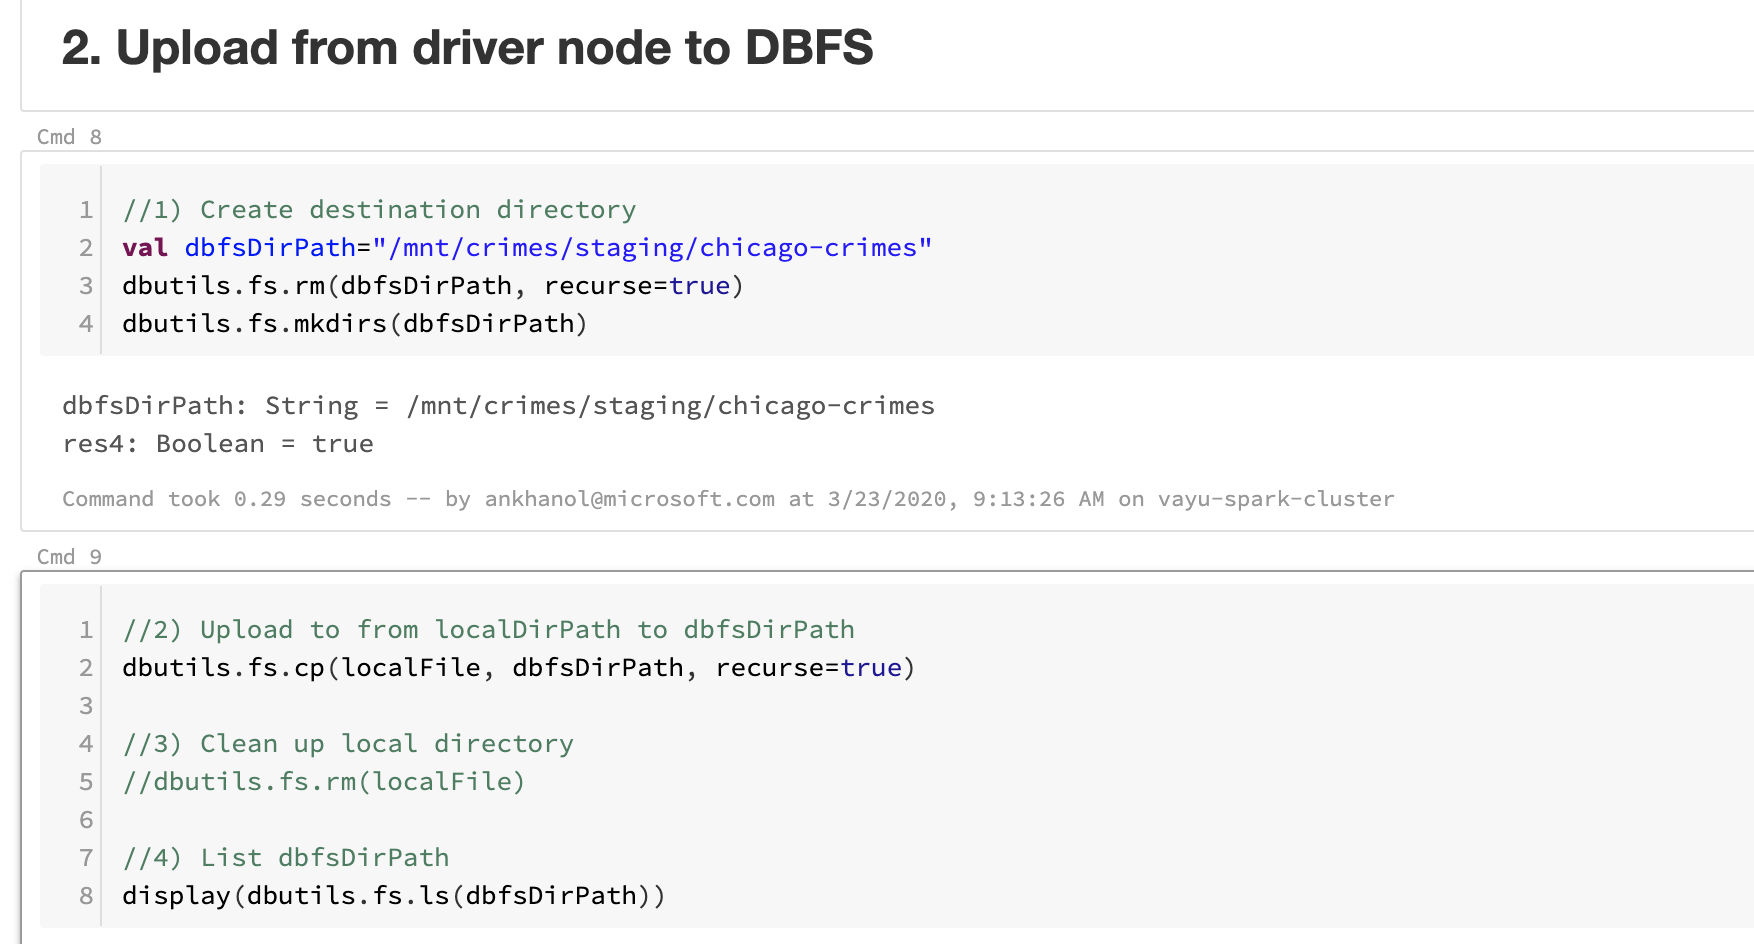 2. Upload from driver node to DBFS
Cmd 8
1 //1) Create destination directory
2 val dbfsDirPath="/mnt/crimes/staging/chicago-crimes"
3 dbutils.fs.rm(dbfsDirPath, recurse=true)
4 dbutils.fs.mkdirs(dbfsDirPath)
dbfsDirPath: String = /mnt/crimes/staging/chicago-crimes
res4: Boolean = true
Command took 0.29 seconds -- by ankhanol@microsoft.com at 3/23/2020, 9:13:26 AM on vayu-spark-cluster
Cmd 9
1 //2) Upload to from localDirPath to dbfsDirPath
2 dbutils.fs.cp(localFile, dbfsDirPath, recurse=true)
3
4 //3) Clean up local directory
5 //dbutils.fs.rm(localFile)
6
7 //4) List dbfsDirPath
8 display(dbutils.fs.ls(dbfsDirPath))